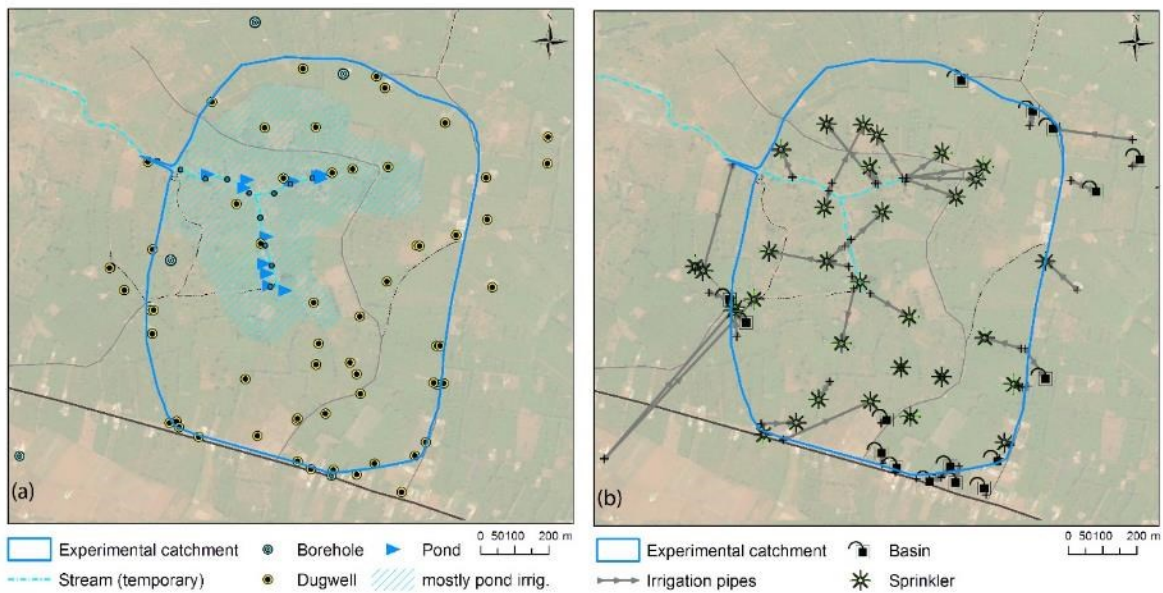 (a)
(b)
Experimental catchment
Borehole
Pond
0 50100 200 m
Stream (temporary)
Dugwell
mostly pond irrig.
Experimental catchment
Basin
0 50100 200 m
Irrigation pipes
Sprinkler